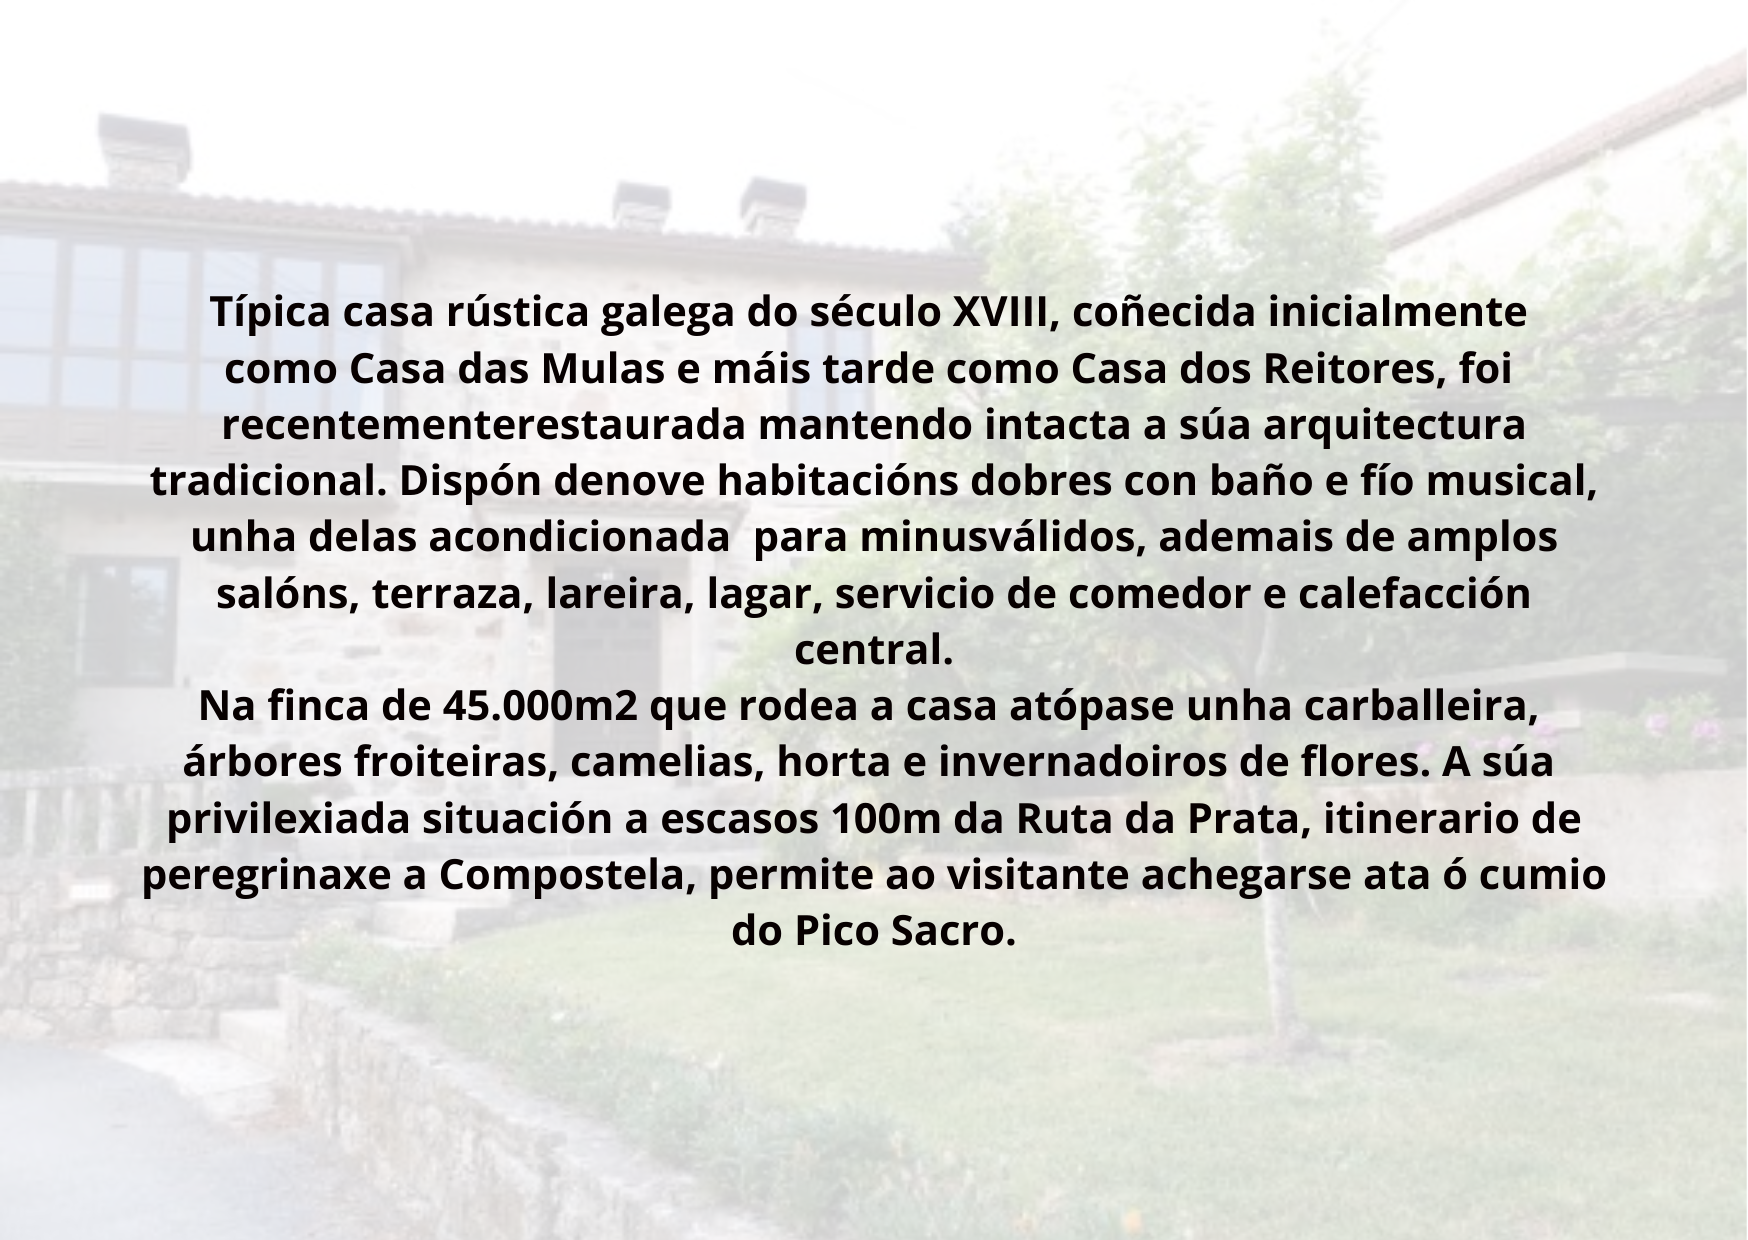 Típica casa rústica galega do século XVIII, coñecida inicialmente
como Casa das Mulas e máis tarde como Casa dos Reitores, foi
recentementerestaurada mantendo intacta a súa arquitectura
tradicional. Dispón denove habitacións dobres con baño e fío musical,
unha delas acondicionada  para minusválidos, ademais de amplos
salóns, terraza, lareira, lagar, servicio de comedor e calefacción
central.
Na finca de 45.000m2 que rodea a casa atópase unha carballeira,
árbores froiteiras, camelias, horta e invernadoiros de flores. A súa
privilexiada situación a escasos 100m da Ruta da Prata, itinerario de
peregrinaxe a Compostela, permite ao visitante achegarse ata ó cumio
do Pico Sacro.